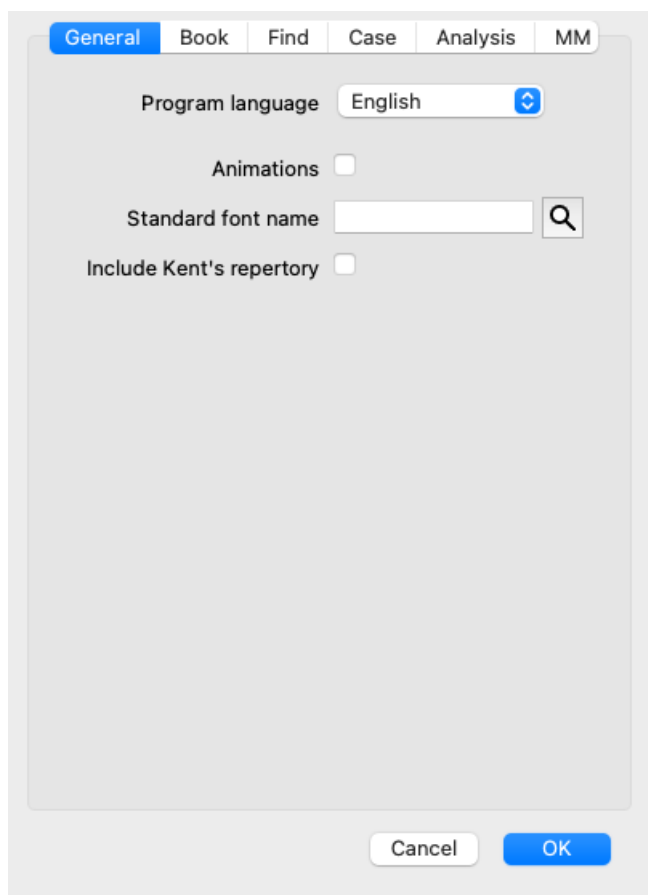 General Book Find Case Analysis MM
Program language English
Animations
Standard font name
Include Kent's repertory
Cancel OK